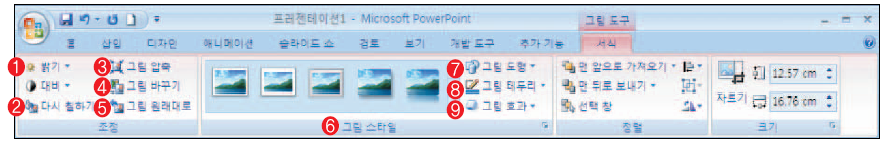 프레젠테이션1 - Microsoft PowerPoint 그림 도구
홈 삽입 디자인 애니메이션 슬라이드 쇼 검토 보기 개발 도구 추가 기능 서식
1 밝기 3 그림 압축 7 그림 도형 맨 앞으로 가져오기 12.57 cm
대비 4 그림 바꾸기 8 그림 테두리 맨 뒤로 보내기
2 다시 칠하기 5 그림 원래대로 9 그림 효과 선택 창 자르기 16.76 cm
조정 6 그림 스타일 정렬 크기